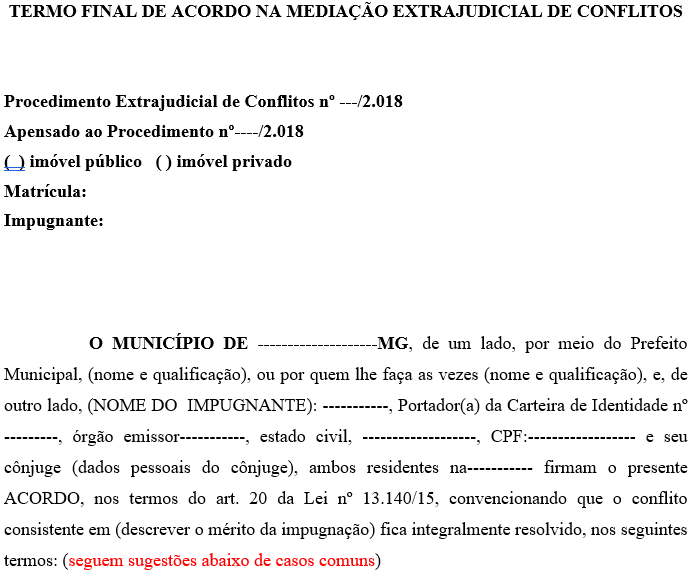 TERMO FINAL DE ACORDO NA MEDIAÇÃO EXTRAJUDICIAL DE CONFLITOS
Procedimento Extrajudicial de Conflitos nº ---/2.018
Apensado ao Procedimento nº----/2.018
( ) imóvel público ( ) imóvel privado
Matrícula:
Impugnante:
O MUNICÍPIO DE --------------------MG, de um lado, por meio do Prefeito
Municipal, (nome e qualificação), ou por quem lhe faça as vezes (nome e qualificação), e, de
outro lado, (NOME DO IMPUGNANTE): -----------, Portador(a) da Carteira de Identidade nº
---------, órgão emissor-----------, estado civil, -------------------, CPF:------------------ e seu
cônjuge (dados pessoais do cônjuge), ambos residentes na----------- firmam o presente
ACORDO, nos termos do art. 20 da Lei nº 13.140/15, convencionando que o conflito
consistente em (descrever o mérito da impugnação) fica integralmente resolvido, nos seguintes
termos: (seguem sugestões abaixo de casos comuns)